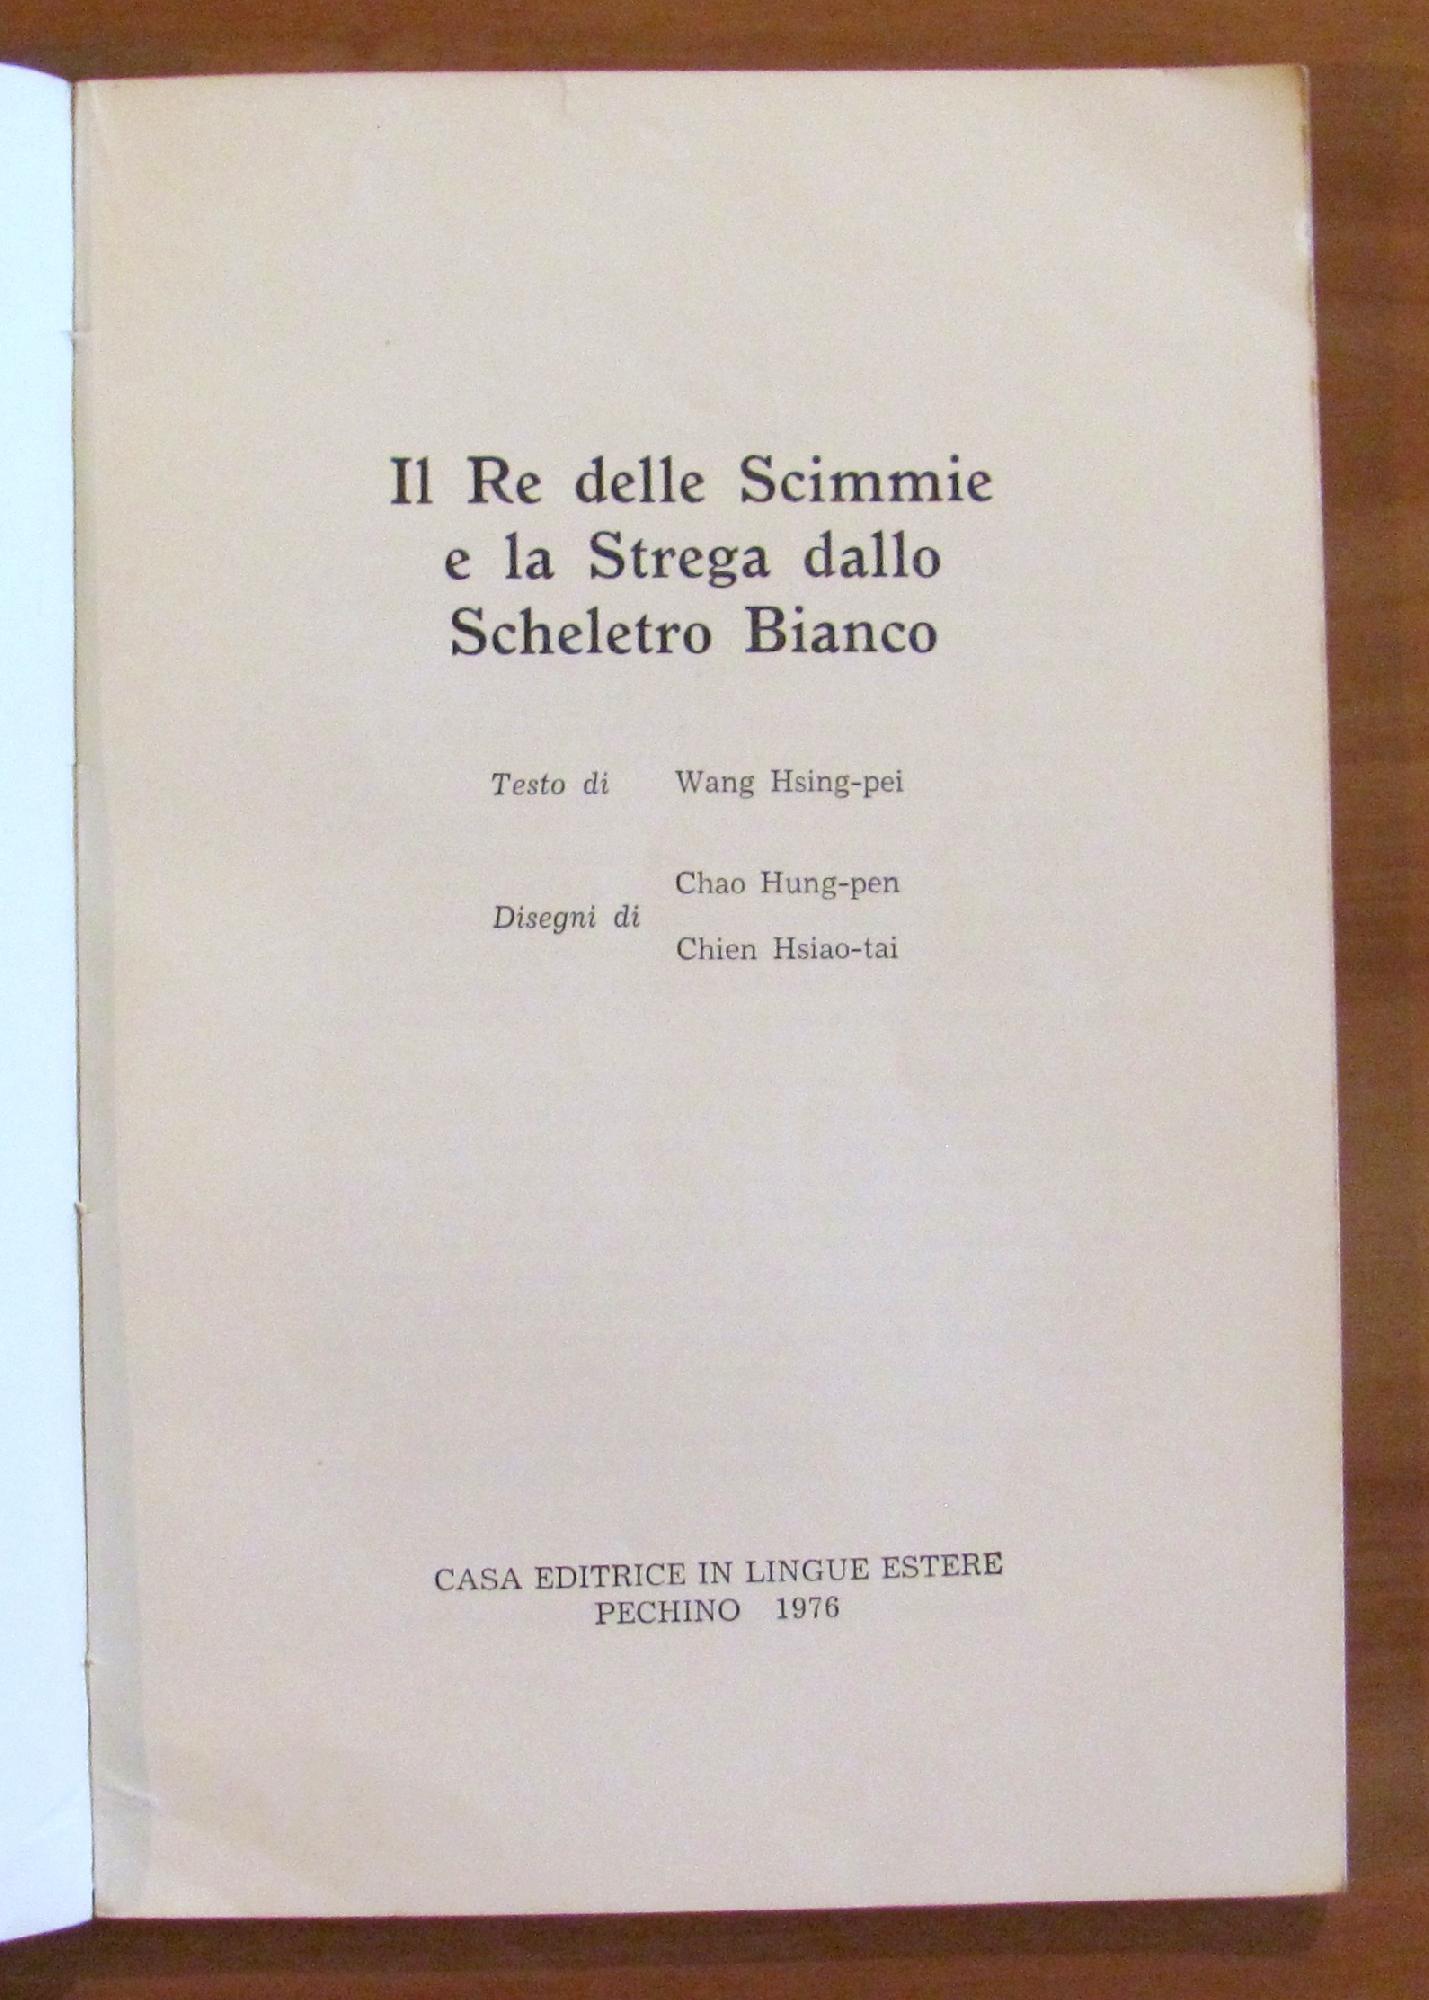 Il Re delle Scimmie
e la Strega dallo
Scheletro Bianco
Testo di Wang Hsing-pei
Disegni di
Chao Hung-pen
Chien Hsiao-tai
CASA EDITRICE IN LINGUE ESTERE
PECHINO 1976